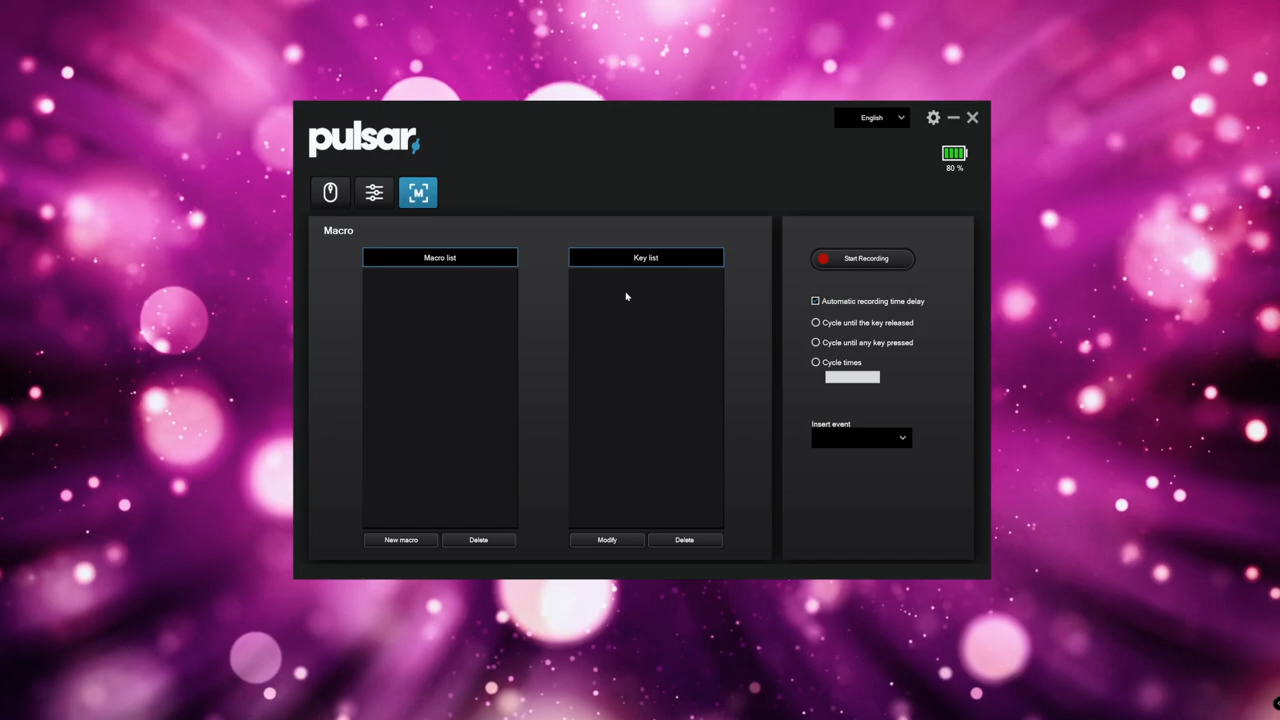 English
pulsar
80 %
M
Macro
Macro list
Key list
Start Recording
Automatic recording time delay
Cycle until the key released
Cycle until any key pressed
Cycle times
Insert event
New macro
Delete
Modify
Delete